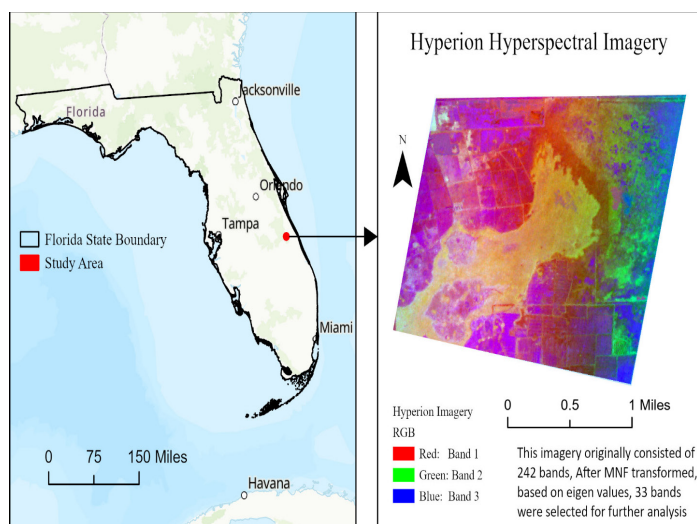 Jacksonville
Florida
Orlando
Tampa
Florida State Boundary
Study Area
Miami
0 75 150 Miles
Havana
Hyperion Hyperspectral Imagery
N
Hyperion Imagery
RGB
Red: Band 1
Green: Band 2
Blue: Band 3
0 0.5 1 Miles
This imagery originally consisted of
242 bands, After MNF transformed,
based on eigen values, 33 bands
were selected for further analysis